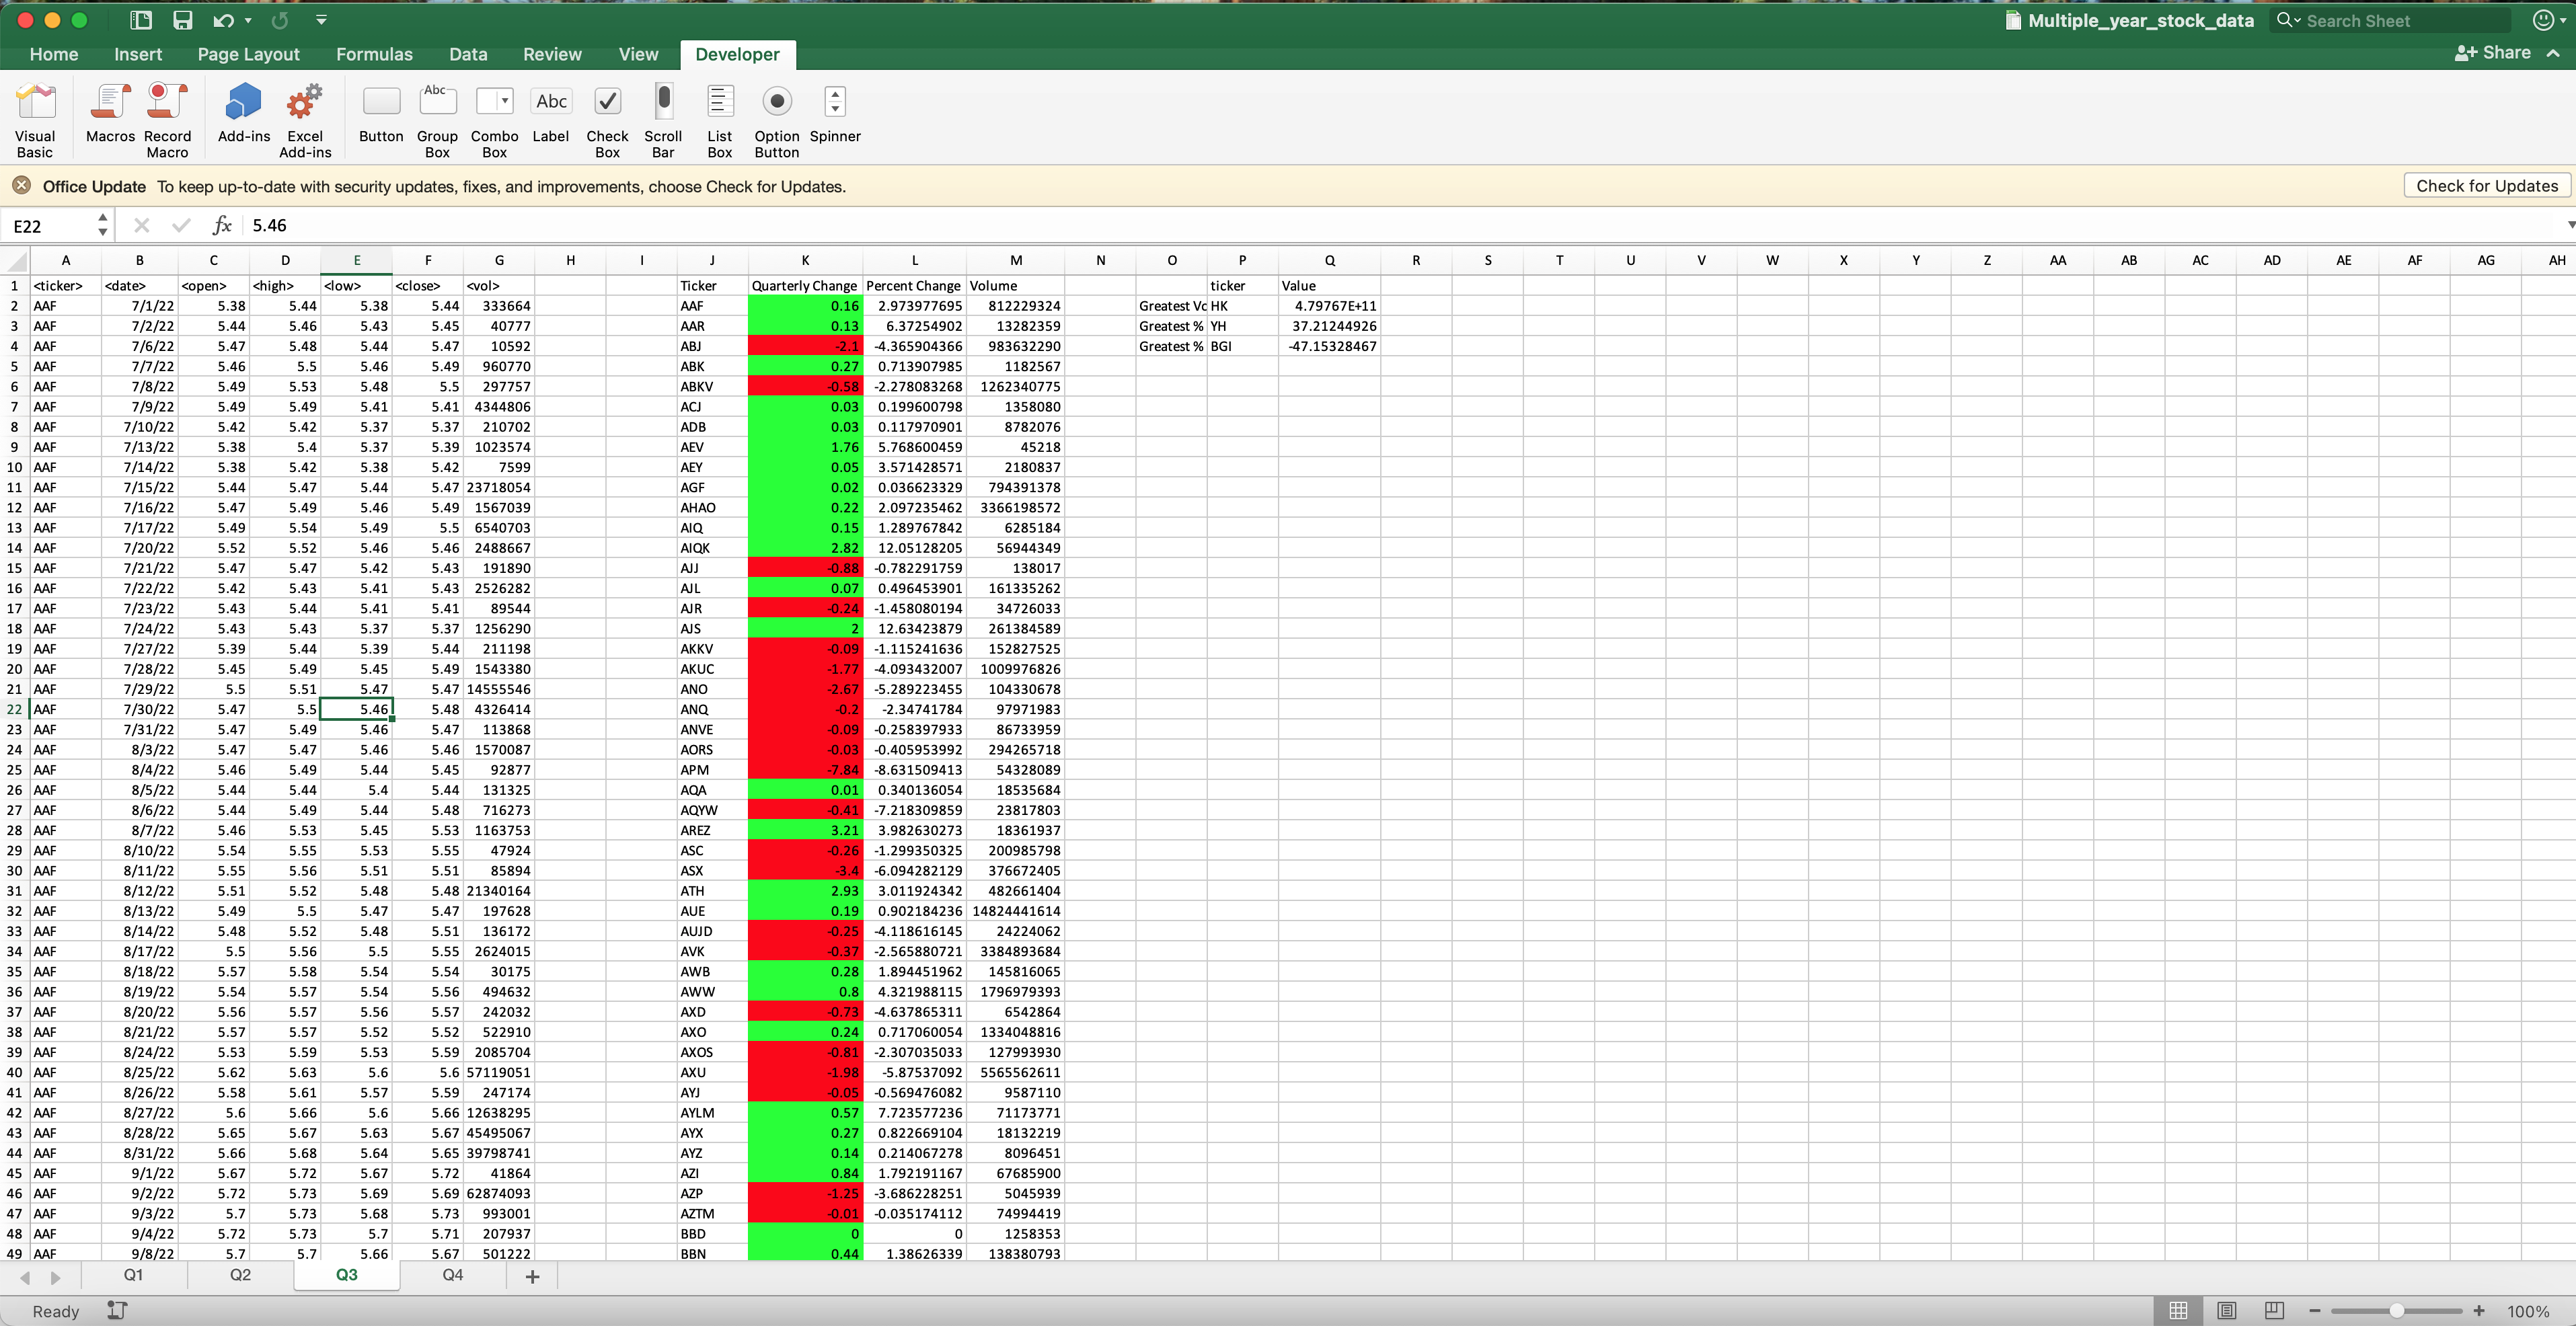 Multiple_year_stock_data Search Sheet
Home Insert Page Layout Formulas Data Review View Developer Share
Visual Basic Macros Record Macro Add-ins Excel Add-ins Button Abc Group Box Combo Box Abc Label Check Box Scroll Bar List Box Option Button Spinner
Office Update To keep up-to-date with security updates, fixes, and improvements, choose Check for Updates. Check for Updates
E22 fx 5.46
A B C D E F G H I J K L M N O P Q R S T U V W X Y Z AA AB AC AD AE AF AG AH
1 <ticker> <date> <open> <high> <low> <close> <vol> Ticker Quarterly Change Percent Change Volume ticker Value
2 AAF 7/1/22 5.38 5.44 5.38 5.44 333664 AAF 0.16 2.973977695 812229324 Greatest Vo HK 4.79767E+11
3 AAF 7/2/22 5.44 5.46 5.43 5.45 40777 AAR 0.13 6.37254902 13282359 Greatest % YH 37.21244926
4 AAF 7/6/22 5.47 5.48 5.44 5.47 10592 ABJ -2.1 -4.365904366 983632290 Greatest % BGI -47.15328467
5 AAF 7/7/22 5.46 5.5 5.46 5.49 960770 ABK 0.27 0.713907985 1182567
6 AAF 7/8/22 5.49 5.53 5.48 5.5 297757 ABKV -0.58 -2.278083268 1262340775
7 AAF 7/9/22 5.49 5.49 5.41 5.41 4344806 ACJ 0.03 0.199600798 1358080
8 AAF 7/10/22 5.42 5.42 5.37 5.37 210702 ADB 0.03 0.117970901 8782076
9 AAF 7/13/22 5.38 5.4 5.37 5.39 1023574 AEV 1.76 5.768600459 45218
10 AAF 7/14/22 5.38 5.42 5.38 5.42 7599 AEY 0.05 3.571428571 2180837
11 AAF 7/15/22 5.44 5.47 5.44 5.47 23718054 AGF 0.02 0.036623329 794391378
12 AAF 7/16/22 5.47 5.49 5.46 5.49 1567039 AHAO 0.22 2.097235462 3366198572
13 AAF 7/17/22 5.49 5.54 5.49 5.5 6540703 AIQ 0.15 1.289767842 6285184
14 AAF 7/20/22 5.52 5.52 5.46 5.46 2488667 AIQK 2.82 12.05128205 56944349
15 AAF 7/21/22 5.47 5.47 5.42 5.43 191890 AJJ -0.88 -0.782291759 138017
16 AAF 7/22/22 5.42 5.43 5.41 5.43 2526282 AJL 0.07 0.496453901 161335262
17 AAF 7/23/22 5.43 5.44 5.41 5.41 89544 AJR -0.24 -1.458080194 34726033
18 AAF 7/24/22 5.43 5.43 5.37 5.37 1256290 AJS 2 12.63423879 261384589
19 AAF 7/27/22 5.39 5.44 5.39 5.44 211198 AKKV -0.09 -1.115241636 152827525
20 AAF 7/28/22 5.45 5.49 5.45 5.49 1543380 AKUC -1.77 -4.093432007 1009976826
21 AAF 7/29/22 5.5 5.51 5.47 5.47 14555546 ANO -2.67 -5.289223455 104330678
22 AAF 7/30/22 5.47 5.5 5.46 5.48 4326414 ANQ -0.2 -2.34741784 97971983
23 AAF 7/31/22 5.47 5.49 5.46 5.47 113868 ANVE -0.09 -0.258397933 86733959
24 AAF 8/3/22 5.47 5.47 5.46 5.46 1570087 AORS -0.03 -0.405953992 294265718
25 AAF 8/4/22 5.46 5.49 5.44 5.45 92877 APM -7.84 -8.631509413 54328089
26 AAF 8/5/22 5.44 5.44 5.4 5.44 131325 AQA 0.01 0.340136054 18535684
27 AAF 8/6/22 5.44 5.49 5.44 5.48 716273 AQYW -0.41 -7.218309859 23817803
28 AAF 8/7/22 5.46 5.53 5.45 5.53 1163753 AREZ 3.21 3.982630273 18361937
29 AAF 8/10/22 5.54 5.55 5.53 5.55 47924 ASC -0.26 -1.299350325 200985798
30 AAF 8/11/22 5.55 5.56 5.51 5.51 85894 ASX -3.4 -6.094282129 376672405
31 AAF 8/12/22 5.51 5.52 5.48 5.48 21340164 ATH 2.93 3.011924342 482661404
32 AAF 8/13/22 5.49 5.5 5.47 5.47 197628 AUE 0.19 0.902184236 14824441614
33 AAF 8/14/22 5.48 5.52 5.48 5.51 136172 AUJD -0.25 -4.118616145 24224062
34 AAF 8/17/22 5.5 5.56 5.5 5.55 2624015 AVK -0.37 -2.565880721 3384893684
35 AAF 8/18/22 5.57 5.58 5.54 5.54 30175 AWB 0.28 1.894451962 145816065
36 AAF 8/19/22 5.54 5.57 5.54 5.56 494632 AWW 0.8 4.321988115 1796979393
37 AAF 8/20/22 5.56 5.57 5.56 5.57 242032 AXD -0.73 -4.637865311 6542864
38 AAF 8/21/22 5.57 5.57 5.52 5.52 522910 AXO 0.24 0.717060054 1334048816
39 AAF 8/24/22 5.53 5.59 5.53 5.59 2085704 AXOS -0.81 -2.307035033 127993930
40 AAF 8/25/22 5.62 5.63 5.6 5.6 57119051 AXU -1.98 -5.87537092 5565562611
41 AAF 8/26/22 5.58 5.61 5.57 5.59 247174 AYJ -0.05 -0.569476082 9587110
42 AAF 8/27/22 5.6 5.66 5.6 5.66 12638295 AYLM 0.57 7.723577236 71173771
43 AAF 8/28/22 5.65 5.67 5.63 5.67 45495067 AYX 0.27 0.822669104 18132219
44 AAF 8/31/22 5.66 5.68 5.64 5.65 39798741 AYZ 0.14 0.214067278 8096451
45 AAF 9/1/22 5.67 5.72 5.67 5.72 41864 AZI 0.84 1.792191167 67685900
46 AAF 9/2/22 5.72 5.73 5.69 5.69 62874093 AZP -1.25 -3.686228251 5045939
47 AAF 9/3/22 5.7 5.73 5.68 5.73 993001 AZTM -0.01 -0.035174112 74994419
48 AAF 9/4/22 5.72 5.73 5.7 5.71 207937 BBD 0 0 1258353
49 AAF 9/8/22 5.7 5.7 5.66 5.67 501222 BBN 0.44 1.38626339 138380793
Q1 Q2 Q3 Q4 +
Ready 100%